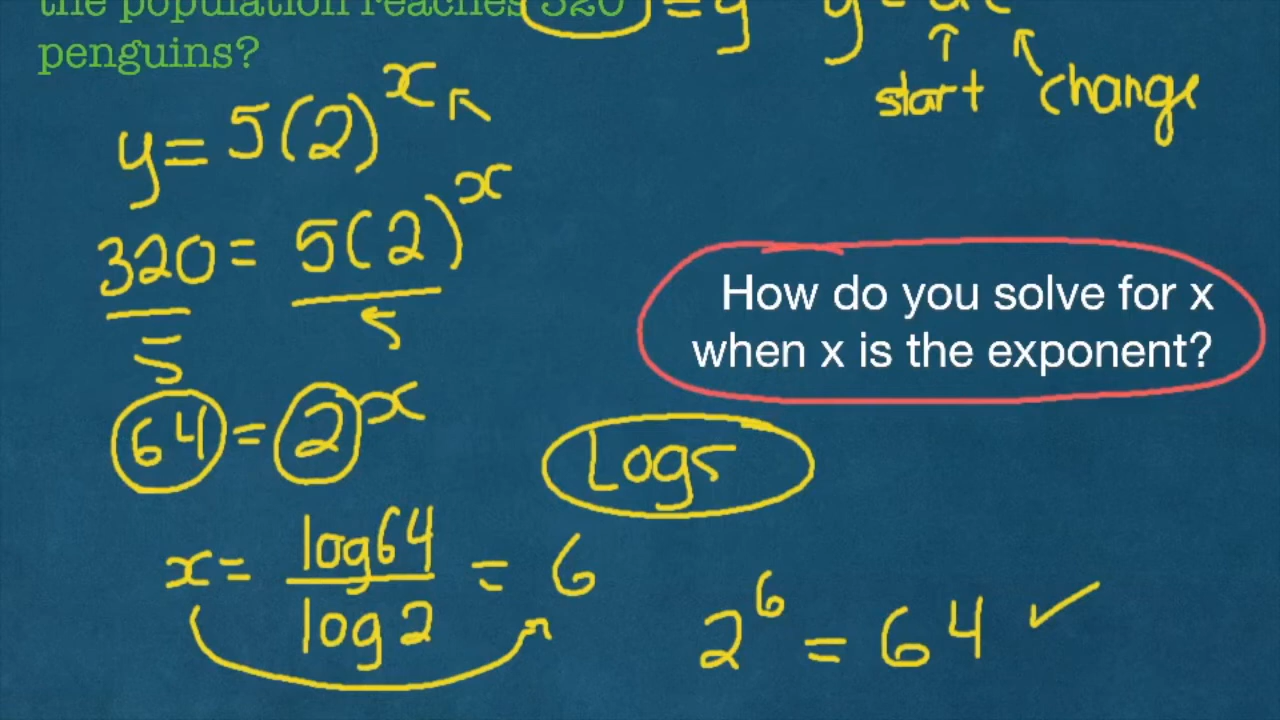 the population reaches 320
penguins?
= y
start
change
y = 5(2)^x
320 = 5(2)^x
5 5
How do you solve for x
when x is the exponent?
64 = 2^x
Logs
x = log64 / log2 = 6
2^6 = 64 ✓